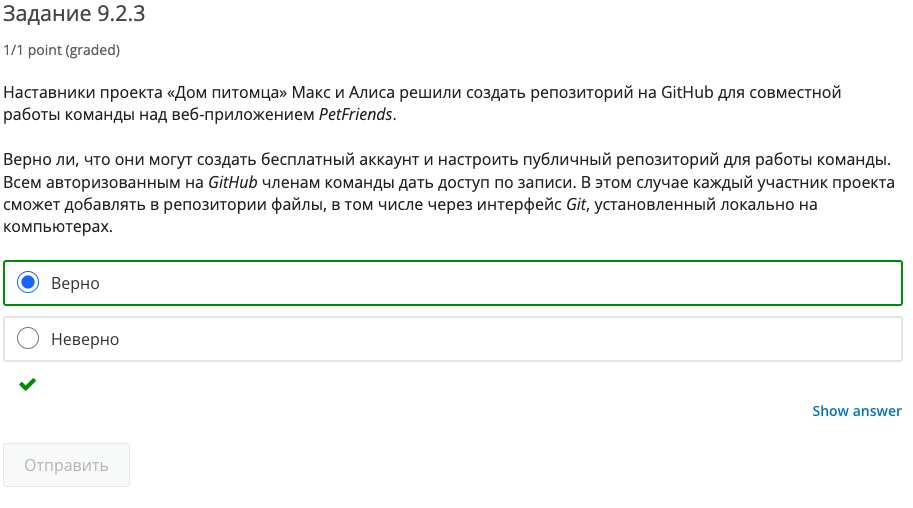 Задание 9.2.3
1/1 point (graded)
Наставники проекта «Дом питомца» Макс и Алиса решили создать репозиторий на GitHub для совместной
работы команды над веб-приложением PetFriends.
Верно ли, что они могут создать бесплатный аккаунт и настроить публичный репозиторий для работы команды.
Всем авторизованным на GitHub членам команды дать доступ по записи. В этом случае каждый участник проекта
сможет добавлять в репозитории файлы, в том числе через интерфейс Git, установленный локально на
компьютерах.
Верно
Неверно
Show answer
Отправить